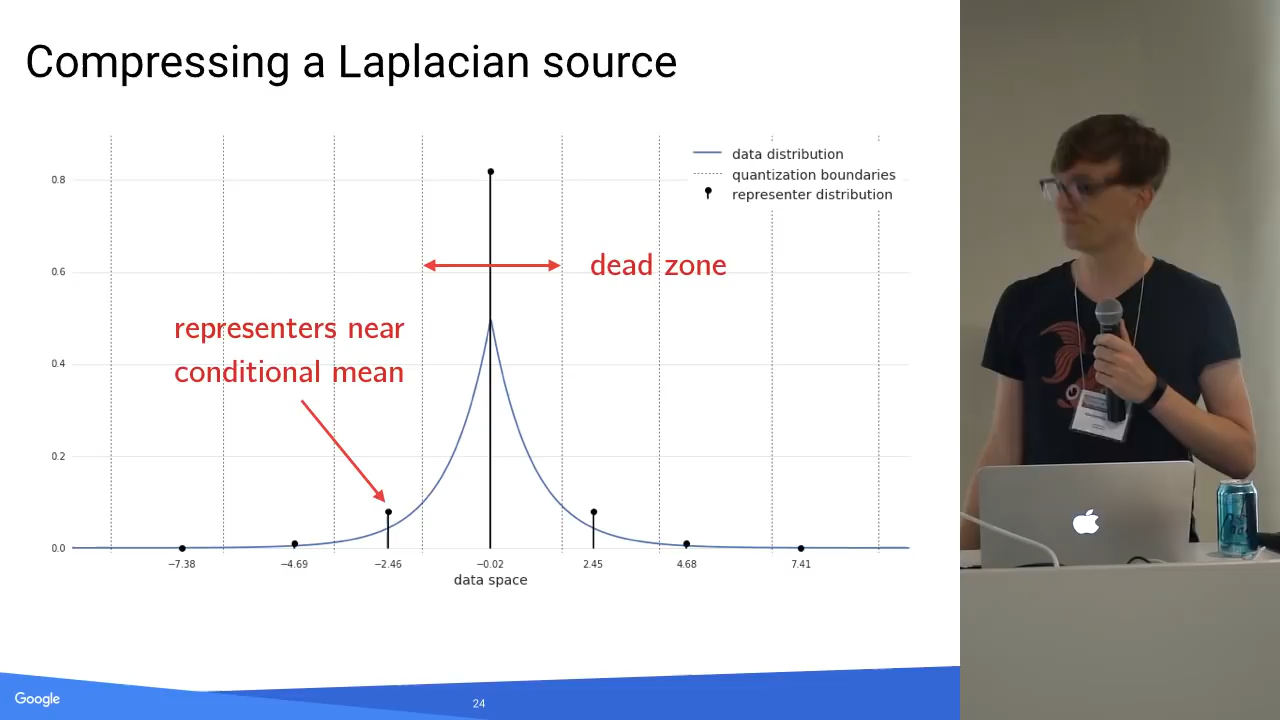 Compressing a Laplacian source
data distribution
quantization boundaries
representer distribution
0.8
0.6
0.4
0.2
0.0
dead zone
representers near
conditional mean
−7.38
−4.69
−2.46
−0.02
2.45
4.68
7.41
data space
Google
24